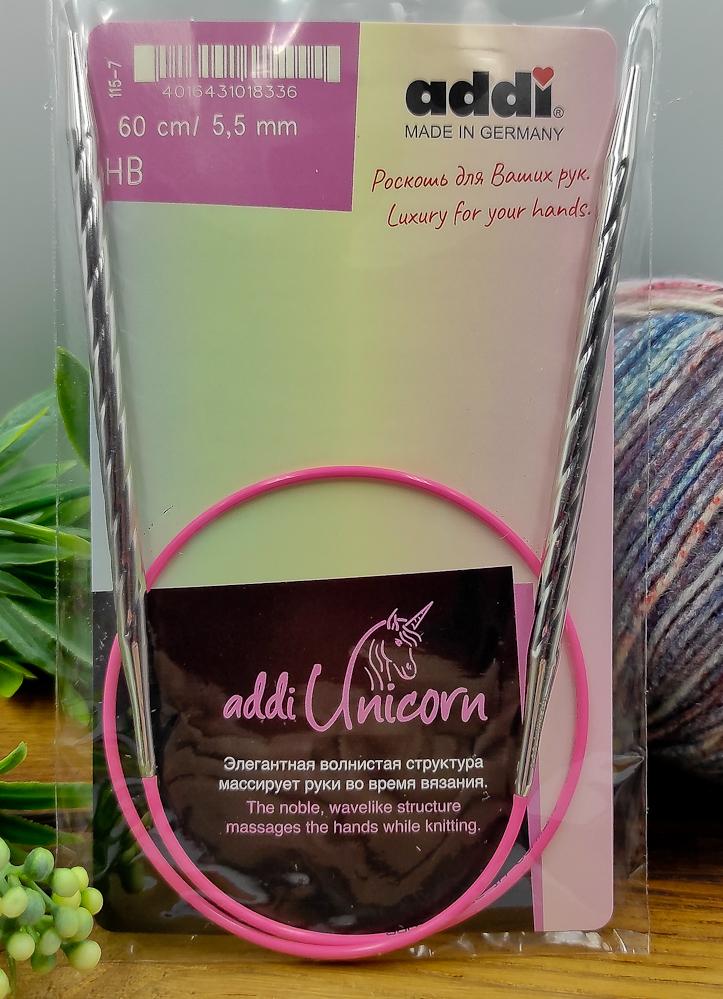 115-7
4016431018336
60 cm/ 5,5 mm
HB
addi®
MADE IN GERMANY
Роскошь для Ваших рук.
Luxury for your hands.
addi Unicorn
Элегантная волнистая структура
массирует руки во время вязания.
The noble, wavelike structure
massages the hands while knitting.